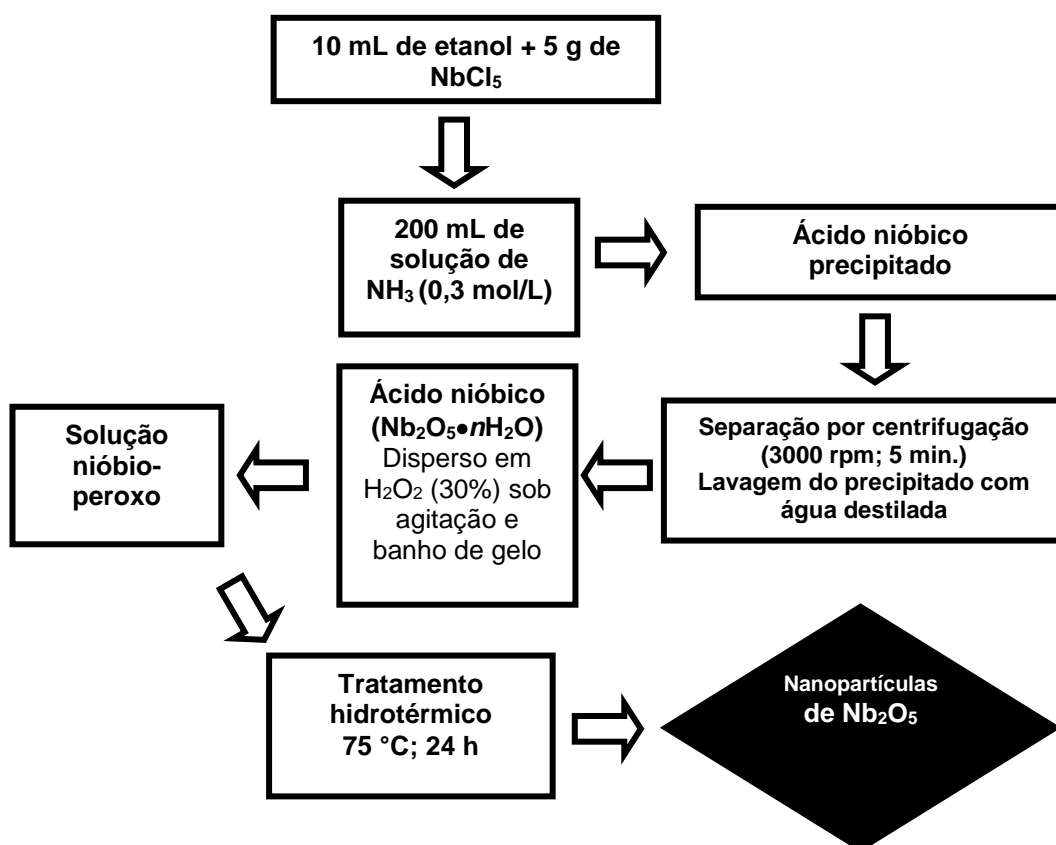 10 mL de etanol + 5 g de
NbCl₅
200 mL de
solução de
NH₃ (0,3 mol/L)
Ácido nióbico
precipitado
Separação por centrifugação
(3000 rpm; 5 min.)
Lavagem do precipitado com
água destilada
Ácido nióbico
(Nb₂O₅●nH₂O)
Disperso em
H₂O₂ (30%) sob
agitação e
banho de gelo
Solução
nióbio-
peroxo
Tratamento
hidrotérmico
75 °C; 24 h
Nanopartículas
de Nb₂O₅